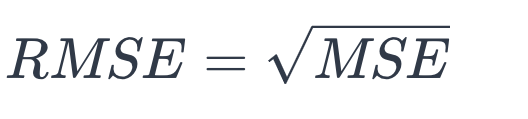 RMSE = √MSE